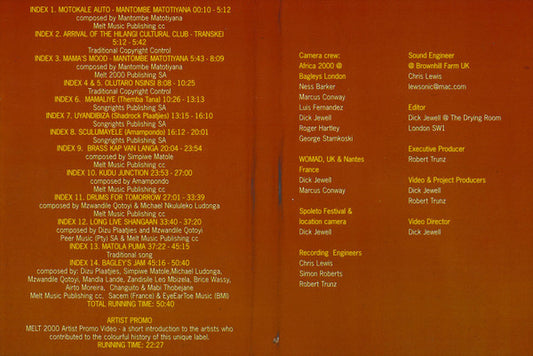 INDEX 1. MOTOKALE AUTO - MANTOMBE MATOTIYANA 00:10 - 5:12
composed by Mantombe Matotiyana
Melt Music Publishing cc
INDEX 2. ARRIVAL OF THE HILANGI CULTURAL CLUB - TRANSKEI
5:12 - 5:42
Traditional Copyright Control
INDEX 3. MAMA'S MOOD - MANTOMBE MATOTIYANA 5:43 - 8:09
composed by Mantombe Matotiyana
Melt 2000 Publishing SA
INDEX 4 & 5. OLUTARO NSINSI 8:08 - 10:25
Traditional Copyright Control
INDEX 6. MAMALIYE (Themba Tana) 10:26 - 13:13
Songrights Publishing SA
INDEX 7. UYANDIBIZA (Shadrock Plaatjies) 13:15 - 16:10
Songrights Publishing SA
INDEX 8. SCULLUMAYELE (Amampondo) 16:12 - 20:01
Songrights Publishing SA
INDEX 9. BRASS KAP VAN LANGA 20:04 - 23:54
composed by Simpiwe Matole
Melt Music Publishing cc
INDEX 10. KUDU JUNCTION 23:53 - 27:00
composed by Amampondo
Melt Music Publishing cc
INDEX 11. DRUMS FOR TOMORROW 27:01 - 33:39
composed by Mzwandile Qotoyi & Michael Nkululeko Ludonga
Melt Music Publishing cc
INDEX 12. LONG LIVE SHANGAAN 33:40 - 37:20
composed by Dizu Plaatjies and Mzwandile Qotoyi
Peer Music (Pty) SA & Melt Music Publishing cc
INDEX 13. MATOLA PUMA 37:22 - 45:15
Traditional song
INDEX 14. BAGLEY'S JAM 45:16 - 50:40
composed by: Dizu Plaatjies, Simpiwe Matole,Michael Ludonga,
Mzwandile Qotoyi, Mandla Lande, Zandisile Leo Mbizela, Brice Wassy,
Airto Moreira, Changuito & Mabi Thobejane
Melt Music Publishing cc, Sacem (France) & EyeEarToe Music (BMI)
TOTAL RUNNING TIME: 50:40
ARTIST PROMO
MELT 2000 Artist Promo Video - a short introduction to the artists who
contributed to the colourful history of this unique label.
RUNNING TIME: 22:27
Camera crew:
Africa 2000 @
Bagleys London
Ness Barker
Marcus Conway
Luis Fernandez
Dick Jewell
Roger Hartley
George Stamkoski
WOMAD, UK & Nantes
France
Dick Jewell
Marcus Conway
Spoleto Festival &
location camera
Dick Jewell
Recording Engineers
Chris Lewis
Simon Roberts
Robert Trunz
Sound Engineer
@ Brownhill Farm UK
Chris Lewis
lewsonic@mac.com
Editor
Dick Jewell @ The Drying Room
London SW1
Executive Producer
Robert Trunz
Video & Project Producers
Dick Jewell
Robert Trunz
Video Director
Dick Jewell